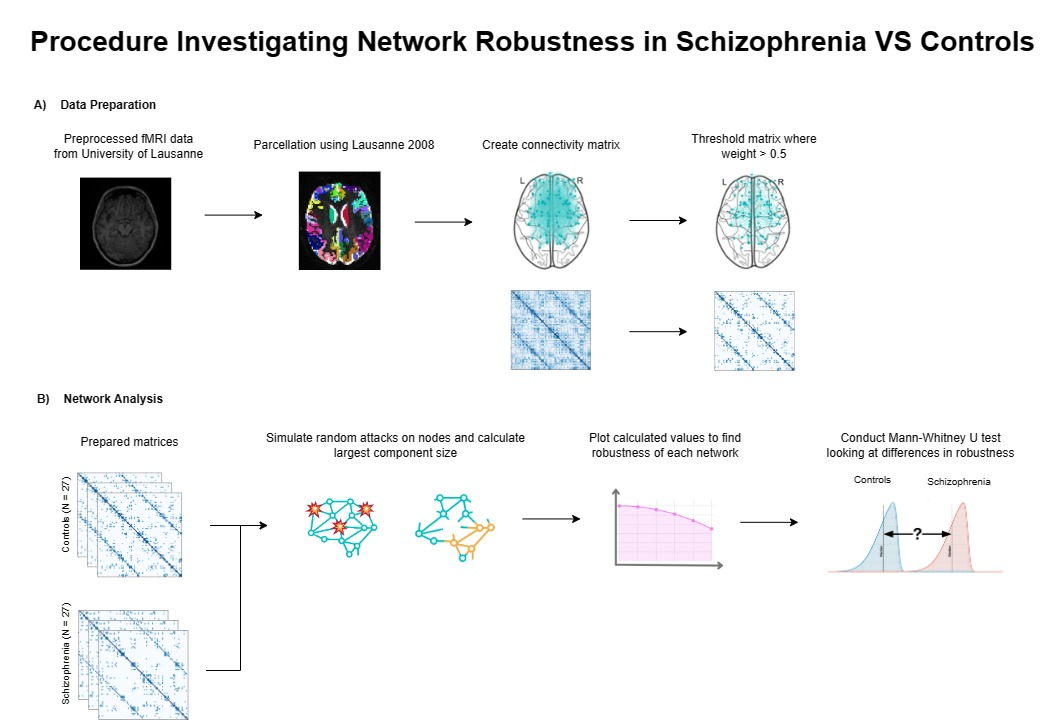 Procedure Investigating Network Robustness in Schizophrenia VS Controls
A) Data Preparation
Preprocessed fMRI data
from University of Lausanne
Parcellation using Lausanne 2008
Create connectivity matrix
Threshold matrix where
weight > 0.5
L R
L R
B) Network Analysis
Prepared matrices
Controls (N = 27)
Schizophrenia (N = 27)
Simulate random attacks on nodes and calculate
largest component size
Plot calculated values to find
robustness of each network
Conduct Mann-Whitney U test
looking at differences in robustness
Controls
Schizophrenia
?